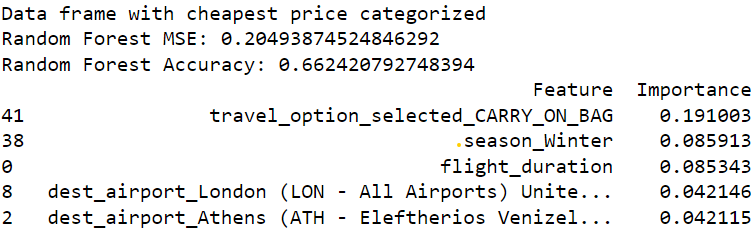 Data frame with cheapest price categorized
Random Forest MSE: 0.20493874524846292
Random Forest Accuracy: 0.662420792748394
Feature Importance
41 travel_option_selected_CARRY_ON_BAG 0.191003
38 season_Winter 0.085913
0 flight_duration 0.085343
8 dest_airport_London (LON - All Airports) Unite... 0.042146
2 dest_airport_Athens (ATH - Eleftherios Venizel... 0.042115